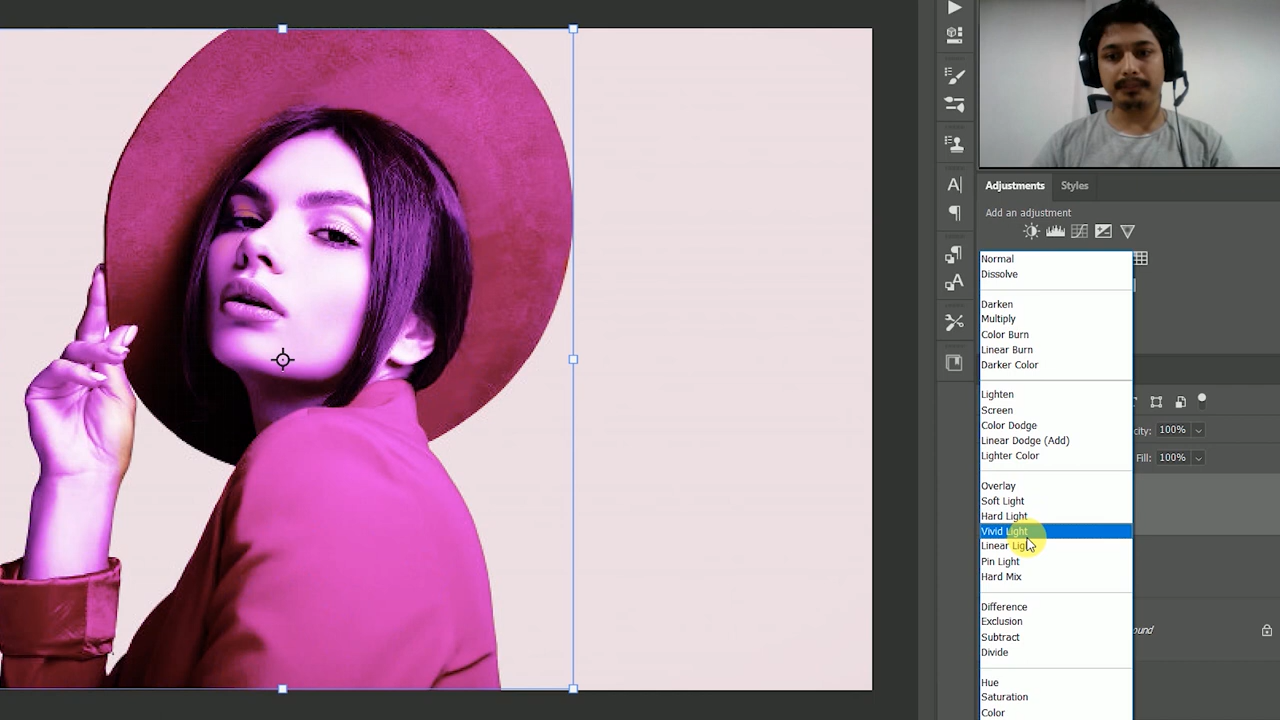 Adjustments Styles
Add an adjustment
Normal
Dissolve
Darken
Multiply
Color Burn
Linear Burn
Darker Color
Lighten
Screen
Color Dodge
city: 100%
Linear Dodge (Add)
Lighter Color
Fill: 100%
Overlay
Soft Light
Hard Light
Vivid Light
Linear Light
Pin Light
Hard Mix
Difference
Exclusion
ound
Subtract
Divide
Hue
Saturation
Color